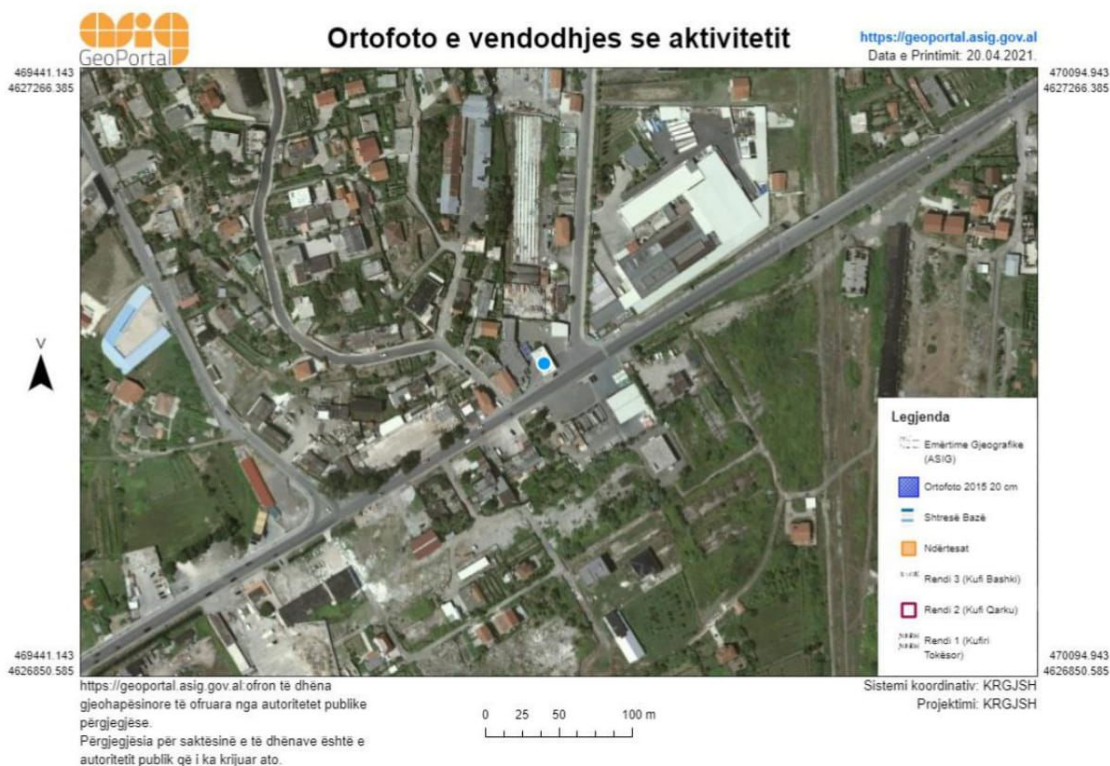 asig
GeoPortal
Ortofoto e vendodhjes se aktivitetit
https://geoportal.asig.gov.al
Data e Printimit: 20.04.2021.
469441.143
4627266.385
470094.943
4627266.385
V
Legjenda
Emërtime Gjeografike
(ASIG)
Ortofoto 2015 20 cm
Shtresë Bazë
Ndërtesat
Rendi 3 (Kufi Bashki)
Rendi 2 (Kufi Qarku)
Rendi 1 (Kufiri
Tokësor)
469441.143
4626850.585
470094.943
4626850.585
https://geoportal.asig.gov.al ofron të dhëna
gjeohapësinore të ofruara nga autoritetet publike
përgjegjëse.
Përgjegjësia për saktësinë e të dhënave është e
autoritetit publik që i ka krijuar ato.
0 25 50 100 m
Sistemi koordinativ: KRGJSH
Projektimi: KRGJSH